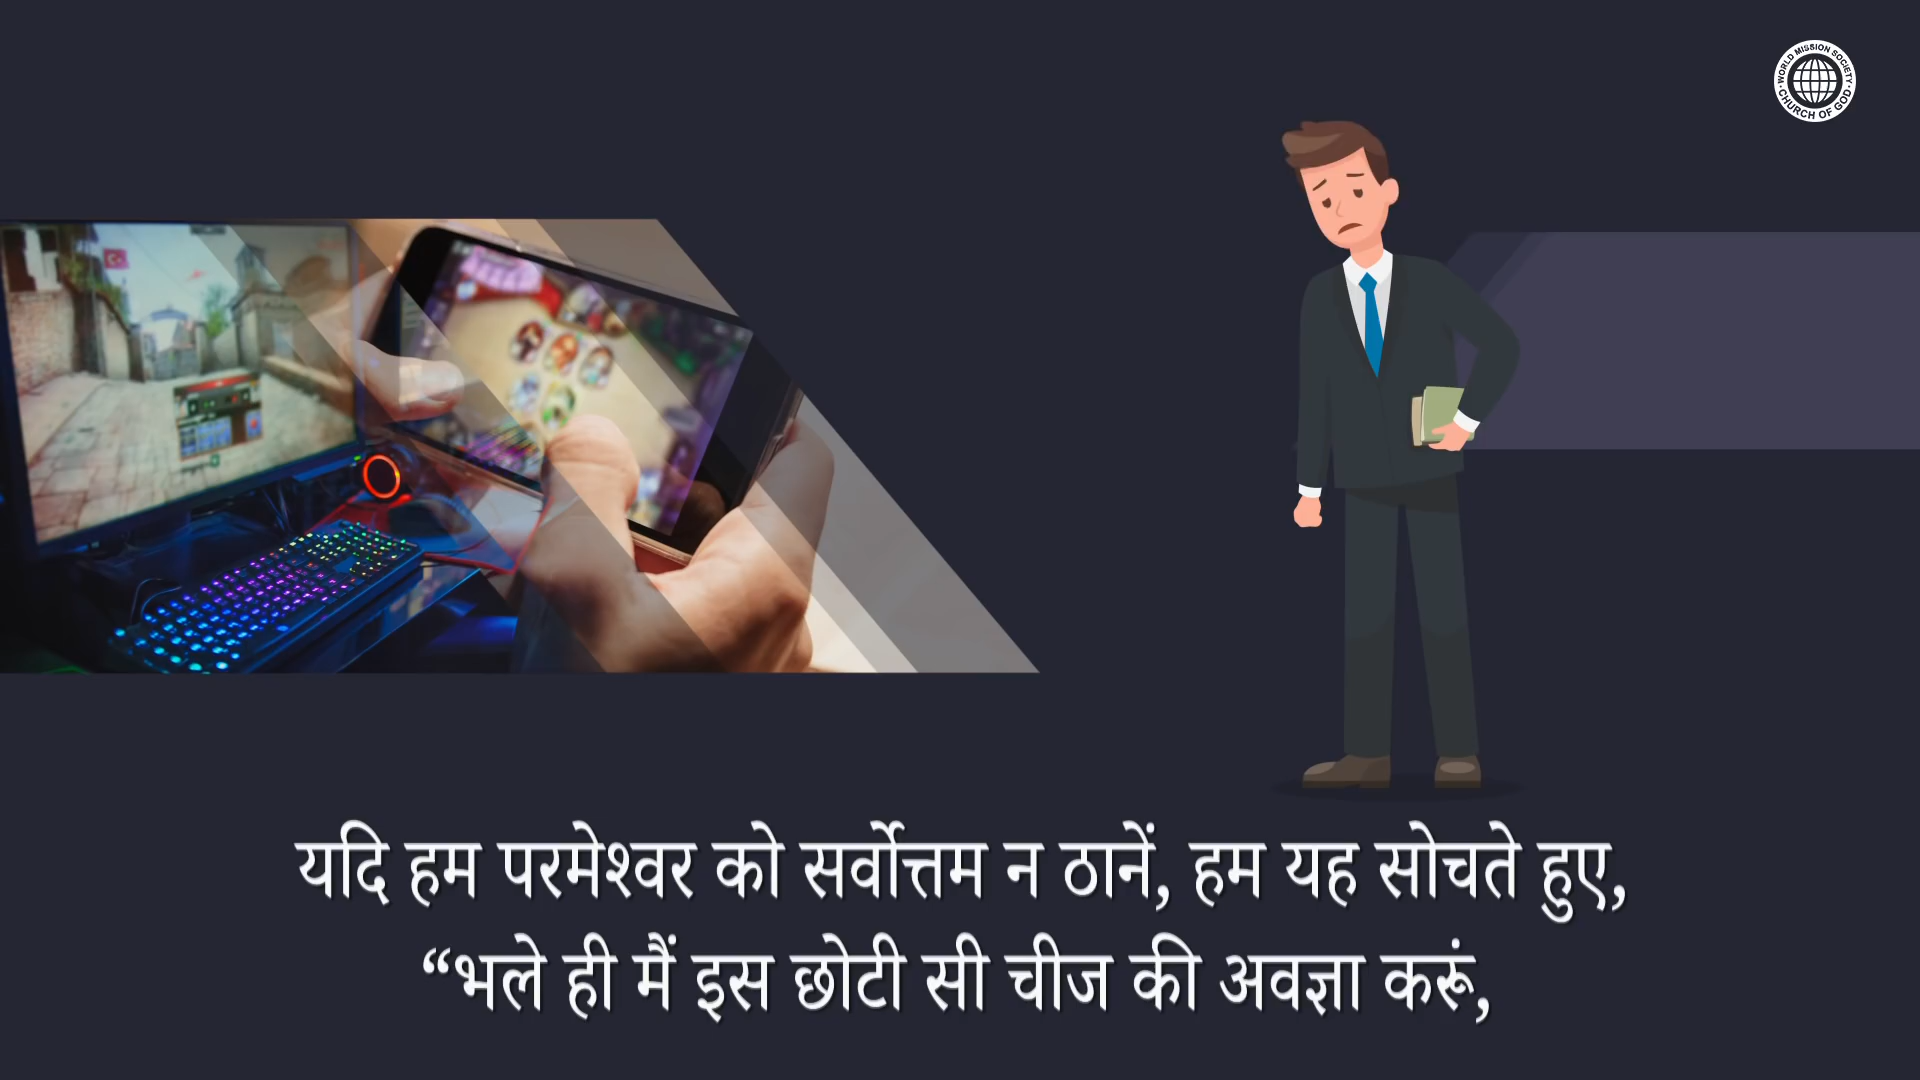 WORLD MISSION SOCIETY
CHURCH OF GOD
यदि हम परमेश्वर को सर्वोत्तम न ठानें, हम यह सोचते हुए,
“भले ही मैं इस छोटी सी चीज की अवज्ञा करूं,